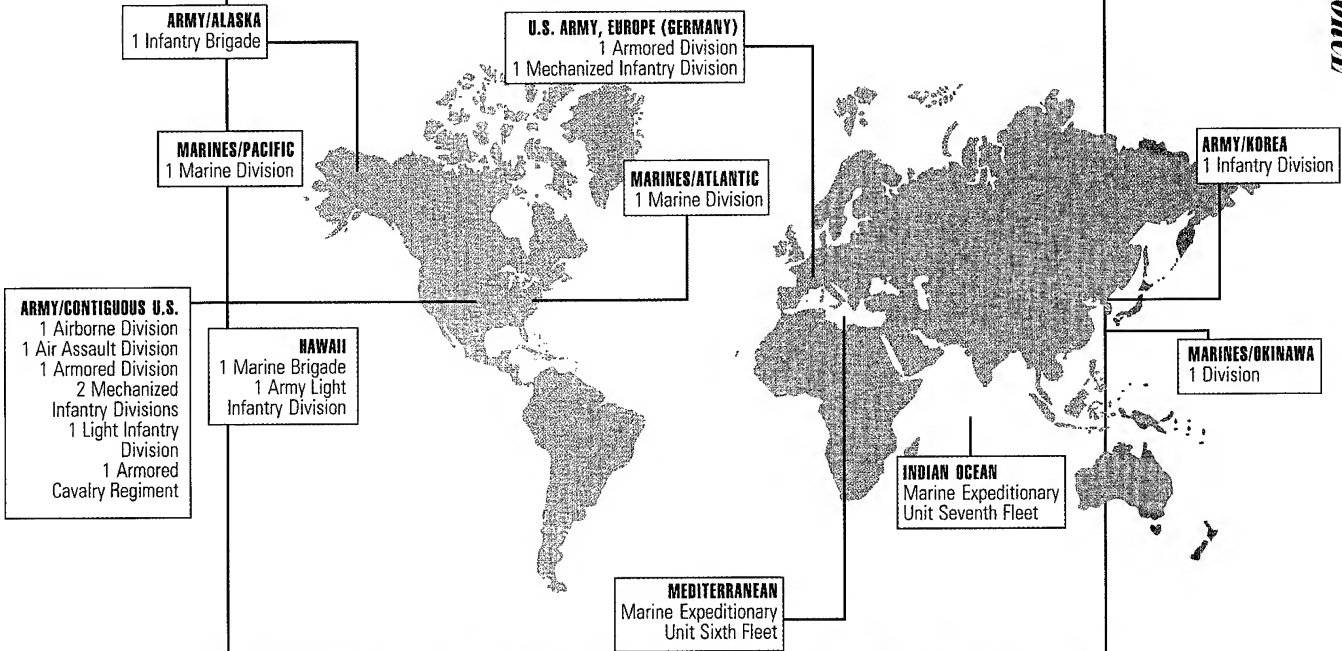 ARMY/ALASKA
1 Infantry Brigade
U.S. ARMY, EUROPE (GERMANY)
1 Armored Division
1 Mechanized Infantry Division
MARINES/PACIFIC
1 Marine Division
MARINES/ATLANTIC
1 Marine Division
ARMY/KOREA
1 Infantry Division
ARMY/CONTIGUOUS U.S.
1 Airborne Division
1 Air Assault Division
1 Armored Division
2 Mechanized
Infantry Divisions
1 Light Infantry
Division
1 Armored
Cavalry Regiment
HAWAII
1 Marine Brigade
1 Army Light
Infantry Division
MARINES/OKINAWA
1 Division
INDIAN OCEAN
Marine Expeditionary
Unit Seventh Fleet
MEDITERRANEAN
Marine Expeditionary
Unit Sixth Fleet